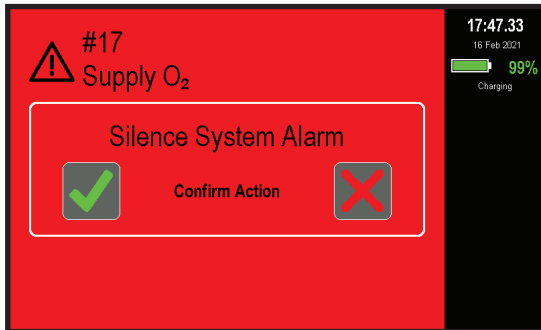 #17
Supply O₂
Silence System Alarm
Confirm Action
17:47.33
16 Feb 2021
99%
Charging